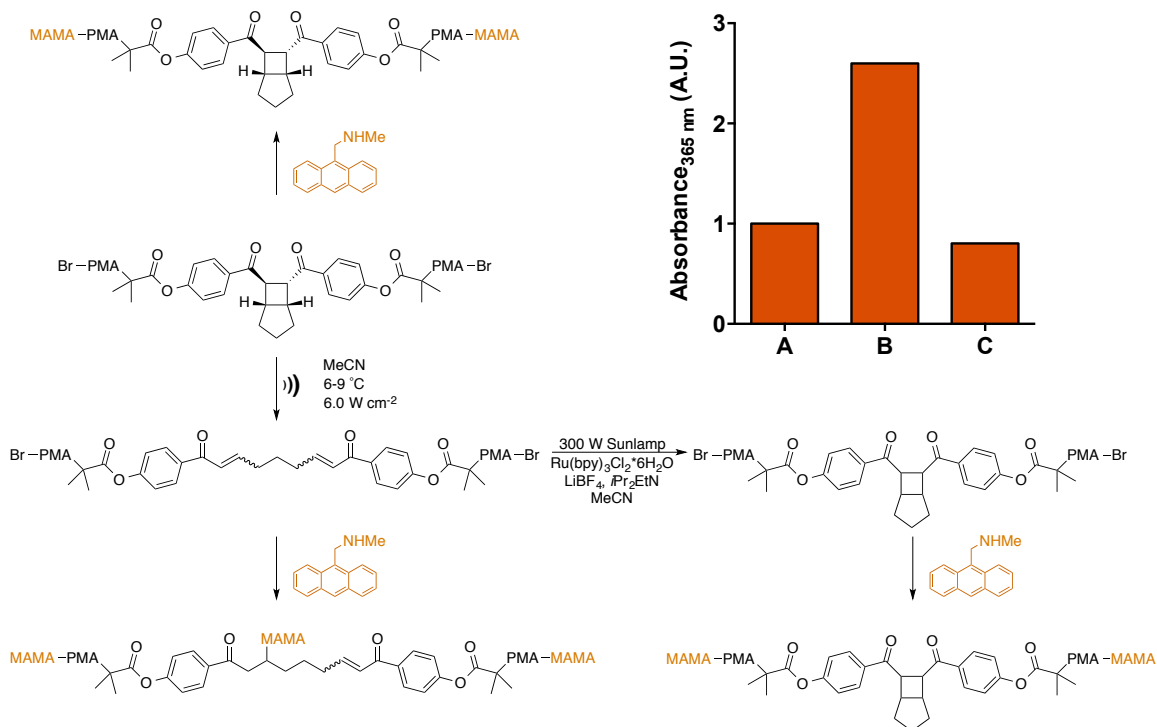 MAMA PMA O O O O O O PMA MAMA
H H
NHMe
Br PMA O O O O O O PMA Br
H H
MeCN
6-9 °C
6.0 W cm-2
Br PMA O O O O O O PMA Br
300 W Sunlamp
Ru(bpy)3Cl2*6H2O
LiBF4, iPr2EtN
MeCN
Br PMA O O O O O O PMA Br
NHMe
NHMe
MAMA PMA O O O MAMA O O O PMA MAMA
MAMA PMA O O O O O O PMA MAMA
Absorbance365 nm (A.U.)
3
2
1
0
A B C